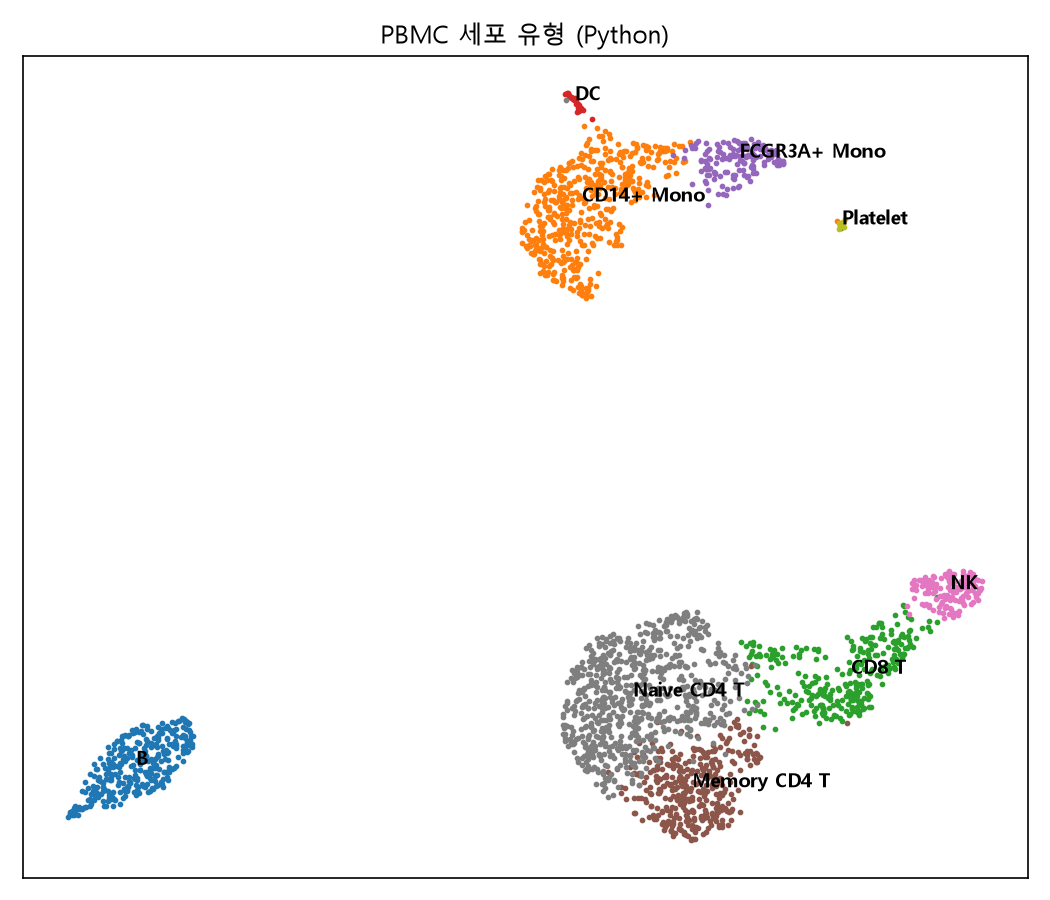 PBMC 세포 유형 (Python)
DC
FCGR3A+ Mono
CD14+ Mono
Platelet
NK
CD8 T
Naive CD4 T
B
Memory CD4 T